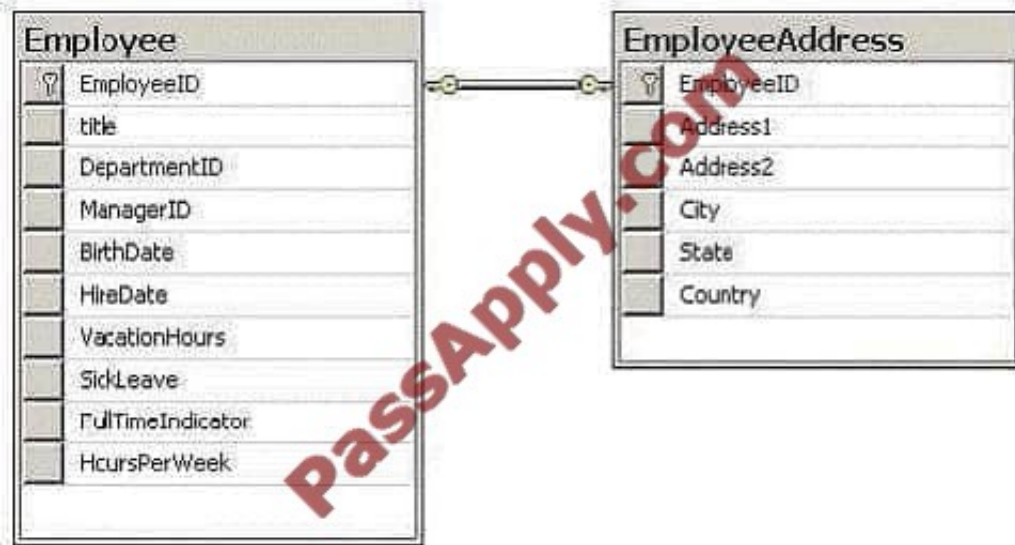 Employee
EmployeeID
title
DepartmentID
ManagerID
BirthDate
HireDate
VacationHours
SickLeave
FullTimeIndicator
HoursPerWeek
EmployeeAddress
EmployeeID
Address1
Address2
City
State
Country
PassApply.com